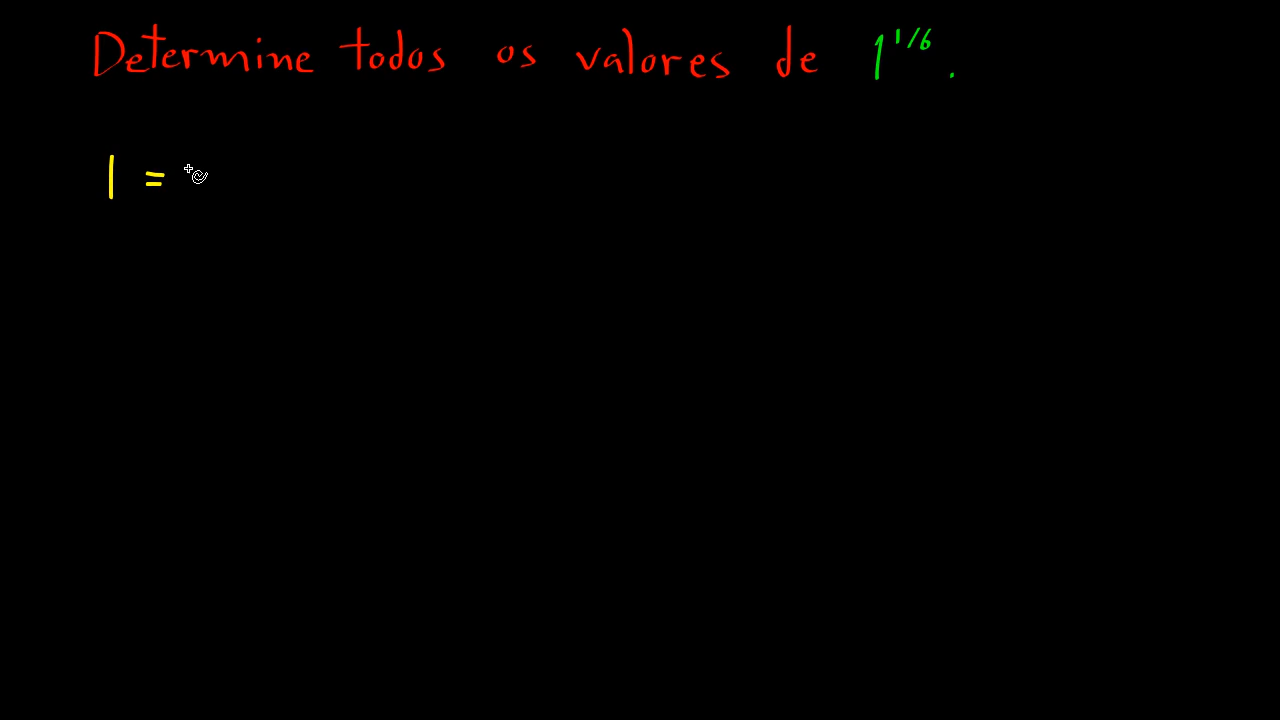 Determine todos os valores de 1^{1/6}.
1 =